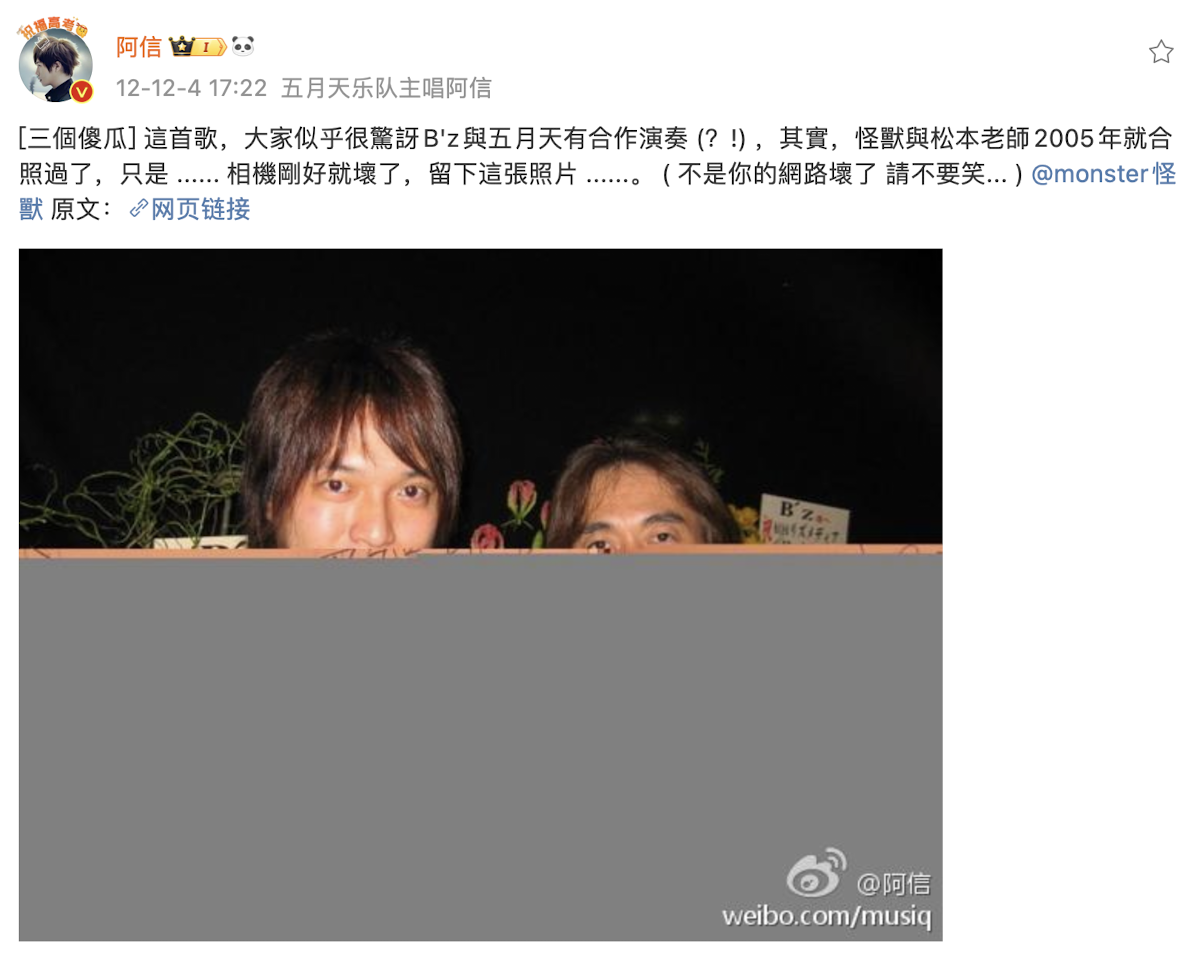 祝福高考
阿信 I
12-12-4 17:22 五月天乐队主唱阿信
[三個傻瓜] 這首歌，大家似乎很驚訝B'z與五月天有合作演奏 (？!) ，其實，怪獸與松本老師2005年就合
照過了，只是 ...... 相機剛好就壞了，留下這張照片 ......。 ( 不是你的網路壞了 請不要笑... ) @monster怪
獸 原文： 网页链接
B'z
@阿信
weibo.com/musiq